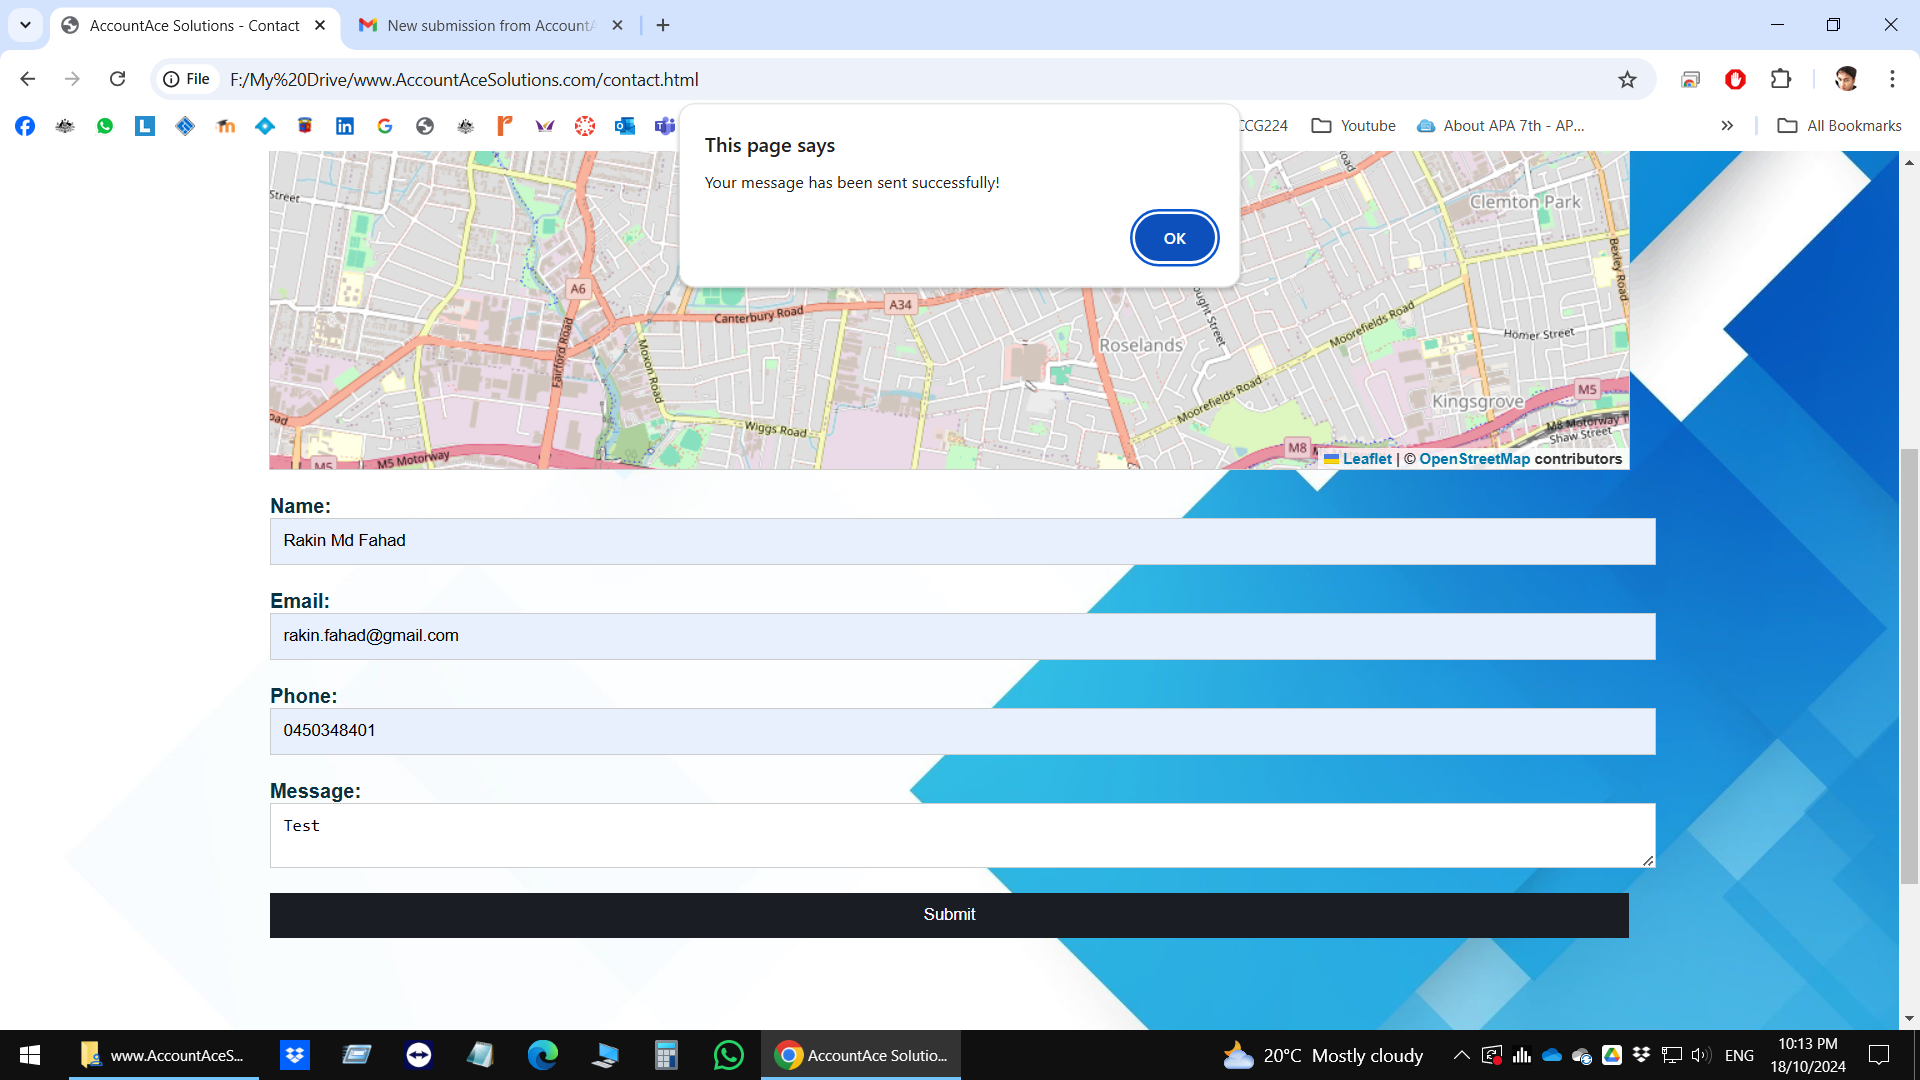 AccountAce Solutions - Contact
New submission from AccountA
File
F:/My%20Drive/www.AccountAceSolutions.com/contact.html
CCG224
Youtube
About APA 7th - AP...
All Bookmarks
This page says
Your message has been sent successfully!
OK
Street
Clemton Park
Road
Bexley Road
A6
A34
Canterbury Road
Homer Street
Moorefields Road
Roselands
Fairford Road
Moxon Road
Moorefields Road
Kingsgrove
M5
Wiggs Road
M8 Motorway
Shaw Street
M8
M5
M5 Motorway
Leaflet | © OpenStreetMap contributors
Name:
Rakin Md Fahad
Email:
rakin.fahad@gmail.com
Phone:
0450348401
Message:
Test
Submit
www.AccountAceS...
AccountAce Solutio...
20°C Mostly cloudy
ENG
10:13 PM
18/10/2024